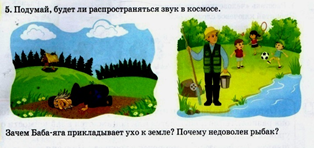 5. Подумай, будет ли распространяться звук в космосе.
Зачем Баба-яга прикладывает ухо к земле? Почему недоволен рыбак?